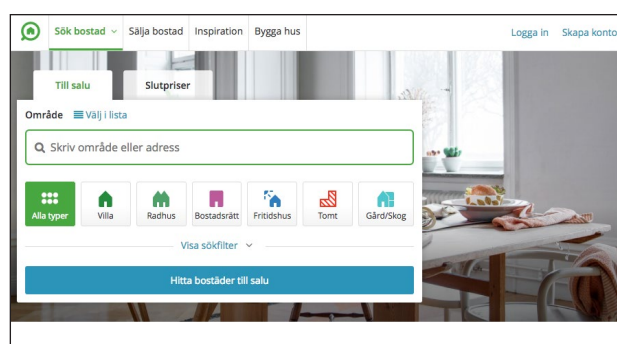 Sök bostad Sälja bostad Inspiration Bygga hus Logga in Skapa konto
Till salu Slutpriser
Område Välj i lista
Skriv område eller adress
Alla typer Villa Radhus Bostadsrätt Fritidshus Tomt Gård/Skog
Visa sökfilter
Hitta bostäder till salu